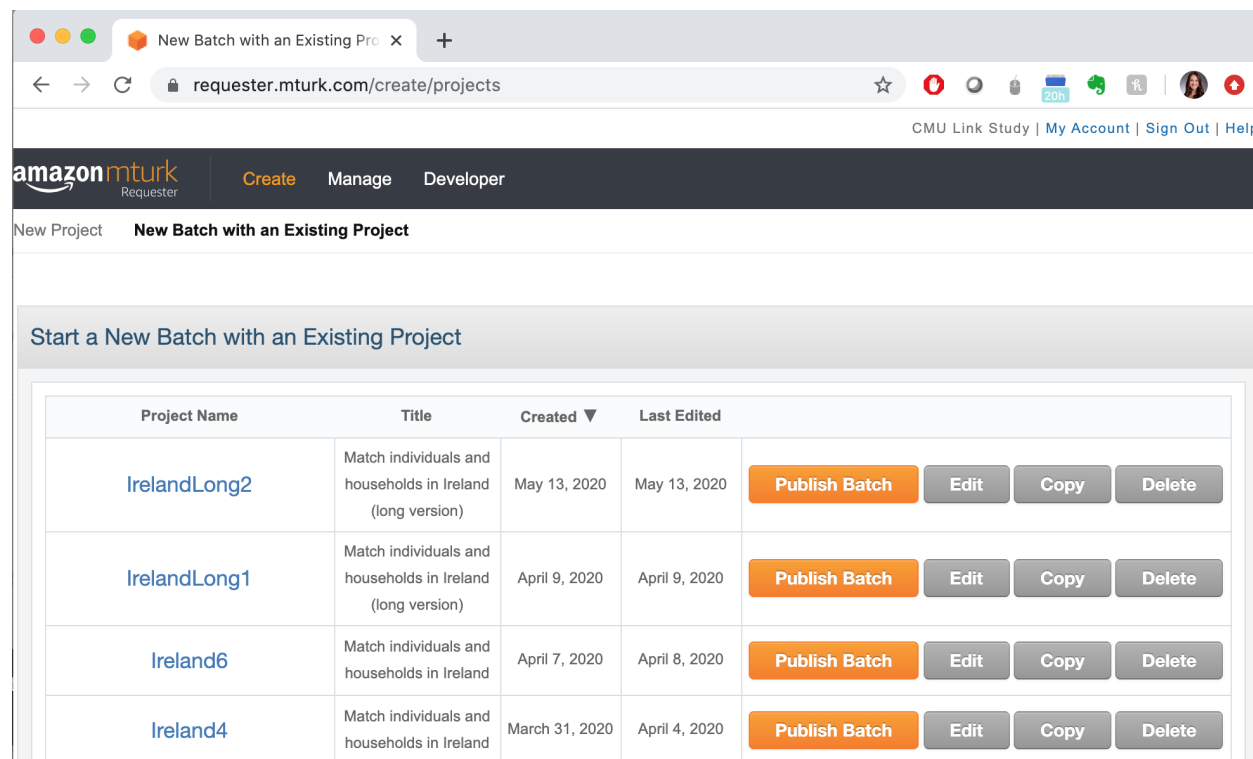 New Batch with an Existing Pro
requester.mturk.com/create/projects
20h
CMU Link Study | My Account | Sign Out | Help
amazon mturk
Requester
Create Manage Developer
New Project New Batch with an Existing Project
Start a New Batch with an Existing Project
Project Name Title Created ▼ Last Edited
Match individuals and
IrelandLong2 households in Ireland May 13, 2020 May 13, 2020 Publish Batch Edit Copy Delete
(long version)
Match individuals and
IrelandLong1 households in Ireland April 9, 2020 April 9, 2020 Publish Batch Edit Copy Delete
(long version)
Match individuals and
Ireland6 households in Ireland April 7, 2020 April 8, 2020 Publish Batch Edit Copy Delete
Match individuals and
Ireland4 households in Ireland March 31, 2020 April 4, 2020 Publish Batch Edit Copy Delete